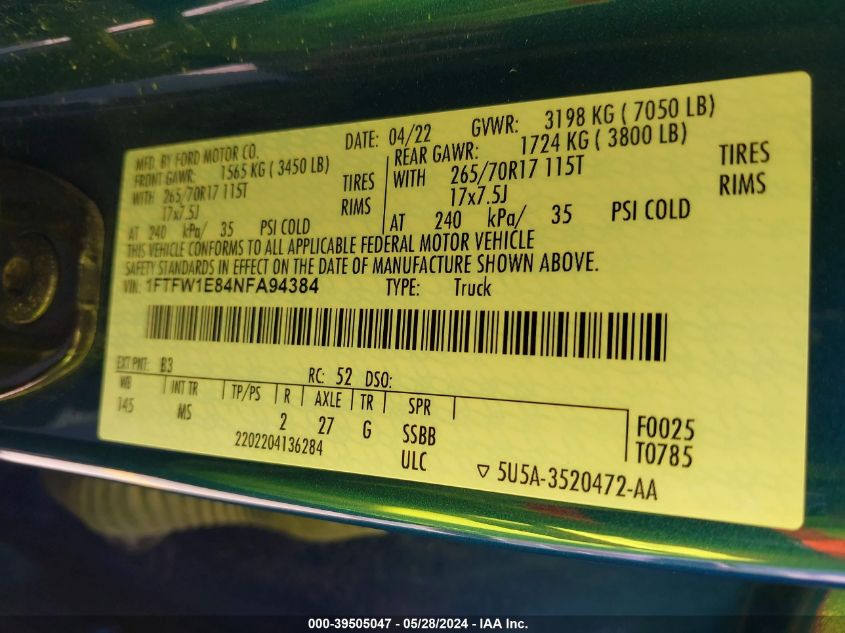 MFD. BY FORD MOTOR CO. DATE: 04/22 GVWR: 3198 KG ( 7050 LB)
FRONT GAWR: 1565 KG ( 3450 LB) REAR GAWR: 1724 KG ( 3800 LB)
WITH 265/70R17 115T TIRES WITH 265/70R17 115T TIRES
17x7.5J RIMS 17x7.5J RIMS
AT 240 kPa/ 35 PSI COLD AT 240 kPa/ 35 PSI COLD
THIS VEHICLE CONFORMS TO ALL APPLICABLE FEDERAL MOTOR VEHICLE
SAFETY STANDARDS IN EFFECT ON THE DATE OF MANUFACTURE SHOWN ABOVE.
VIN: 1FTFW1E84NFA94384 TYPE: Truck
EXT PNT: B3 RC: 52 DSO:
WB INT TR TP/PS R AXLE TR SPR
145 MS 2 27 G SSBB F0025
2202204136284 ULC T0785
▽ 5U5A-3520472-AA
000-39505047 - 05/28/2024 - IAA Inc.